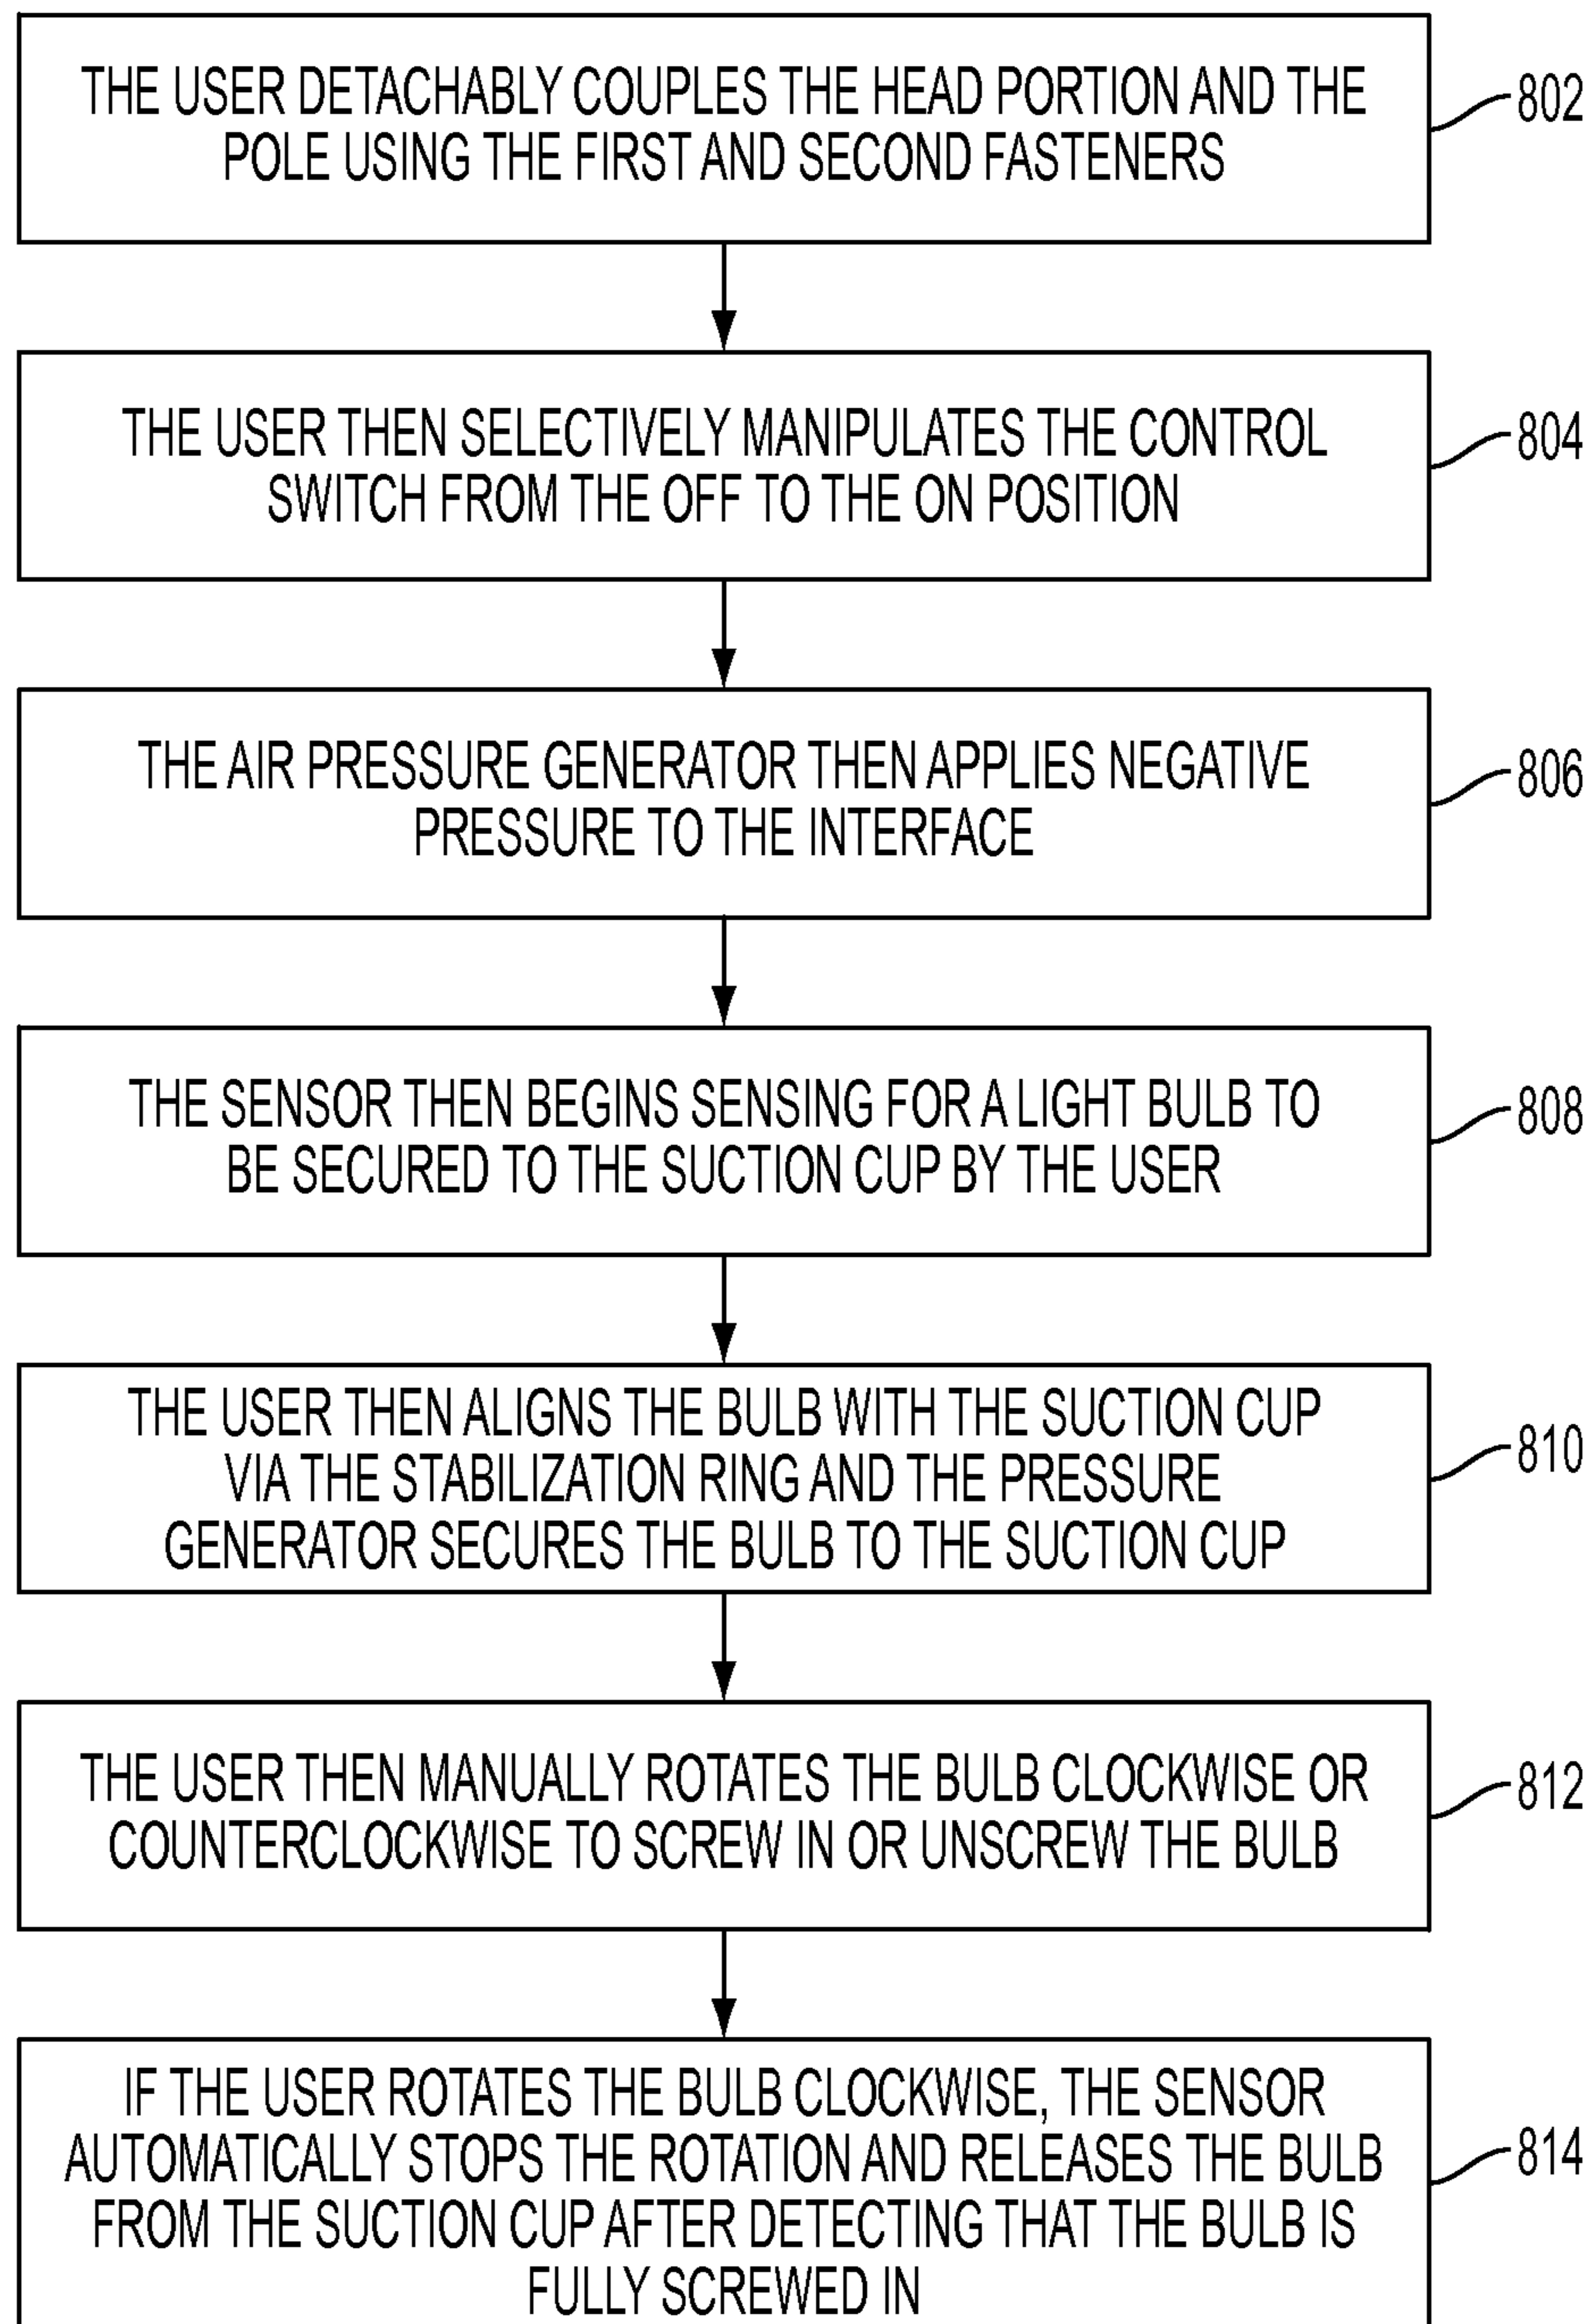 THE USER DETACHABLY COUPLES THE HEAD PORTION AND THE
POLE USING THE FIRST AND SECOND FASTENERS
802
THE USER THEN SELECTIVELY MANIPULATES THE CONTROL
SWITCH FROM THE OFF TO THE ON POSITION
804
THE AIR PRESSURE GENERATOR THEN APPLIES NEGATIVE
PRESSURE TO THE INTERFACE
806
THE SENSOR THEN BEGINS SENSING FOR A LIGHT BULB TO
BE SECURED TO THE SUCTION CUP BY THE USER
808
THE USER THEN ALIGNS THE BULB WITH THE SUCTION CUP
VIA THE STABILIZATION RING AND THE PRESSURE
GENERATOR SECURES THE BULB TO THE SUCTION CUP
810
THE USER THEN MANUALLY ROTATES THE BULB CLOCKWISE OR
COUNTERCLOCKWISE TO SCREW IN OR UNSCREW THE BULB
812
IF THE USER ROTATES THE BULB CLOCKWISE, THE SENSOR
AUTOMATICALLY STOPS THE ROTATION AND RELEASES THE BULB
FROM THE SUCTION CUP AFTER DETECTING THAT THE BULB IS
FULLY SCREWED IN
814